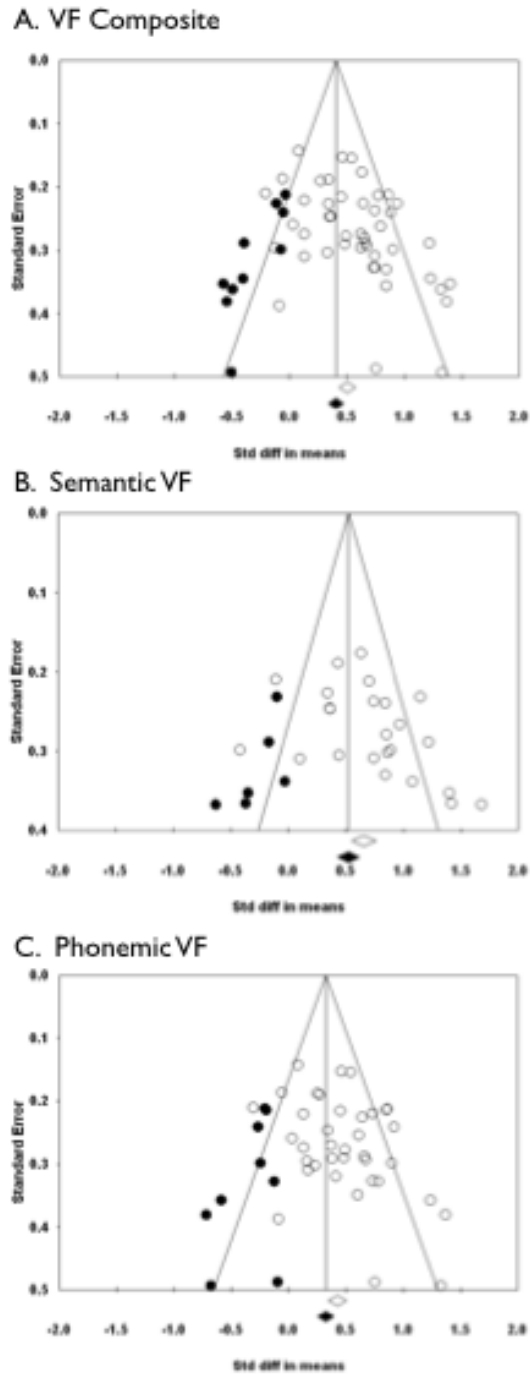 A. VF Composite
0.0
0.1
0.2
0.3
0.4
0.5
Standard Error
-2.0 -1.5 -1.0 -0.5 0.0 0.5 1.0 1.5 2.0
Std diff in means
B. Semantic VF
0.0
0.1
0.2
0.3
0.4
Standard Error
-2.0 -1.5 -1.0 -0.5 0.0 0.5 1.0 1.5 2.0
Std diff in means
C. Phonemic VF
0.0
0.1
0.2
0.3
0.4
0.5
Standard Error
-2.0 -1.5 -1.0 -0.5 0.0 0.5 1.0 1.5 2.0
Std diff in means